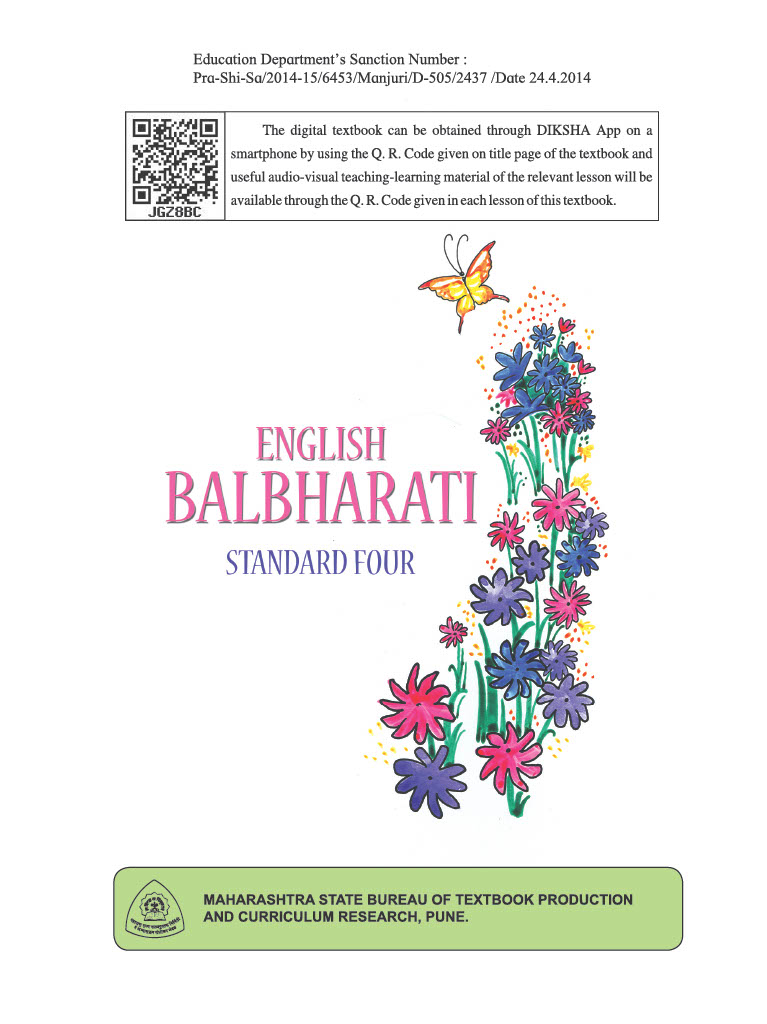 Education Department's Sanction Number :
Pra-Shi-Sa/2014-15/6453/Manjuri/D-505/2437 /Date 24.4.2014
The digital textbook can be obtained through DIKSHA App on a
smartphone by using the Q. R. Code given on title page of the textbook and
useful audio-visual teaching-learning material of the relevant lesson will be
available through the Q. R. Code given in each lesson of this textbook.
JGZ8BC
ENGLISH
BALBHARATI
STANDARD FOUR
MAHARASHTRA STATE BUREAU OF TEXTBOOK PRODUCTION
AND CURRICULUM RESEARCH, PUNE.